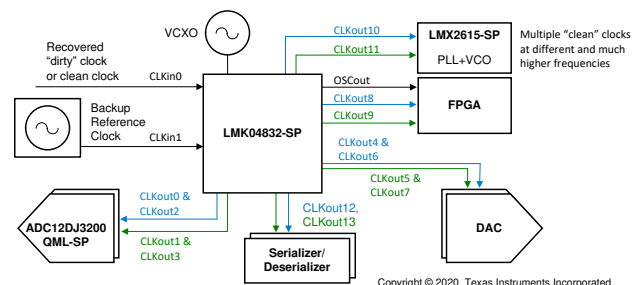 VCXO
CLKout10
CLKout11
LMX2615-SP
PLL+VCO
Multiple “clean” clocks
at different and much
higher frequencies
Recovered
“dirty” clock
or clean clock
CLKin0
OSCout
CLKout8
CLKout9
FPGA
Backup
Reference
Clock
CLKin1
LMK04832-SP
CLKout4 &
CLKout6
CLKout5 &
CLKout7
CLKout0 &
CLKout2
ADC12DJ3200
QML-SP
CLKout1 &
CLKout3
CLKout12,
CLKout13
DAC
Serializer/
Deserializer
Copyright © 2020, Texas Instruments Incorporated